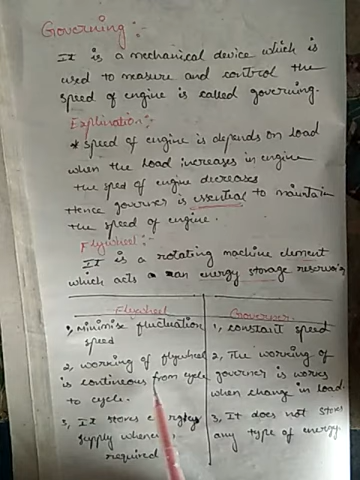 Governing:-
It is a mechanical device which is
used to measure and control the
speed of engine is called governing.
Explination:-
* speed of engine is depends on load
when the load increases in engine
the sped of engine decreases
Hence governer is essential to maintain
the speed of engine.
Flywheel:-
It is a rotating machine element
which acts an energy storage
Flywheel
1, Minimise fluctuation
speed
2, working of flywheel
is continuous from cycle
to cycle.
3, It stores energy
supply whenever
required
Governer
1, constant speed
2, The working of
governer is works
when change in load.
3, It does not stores
any type of energy.